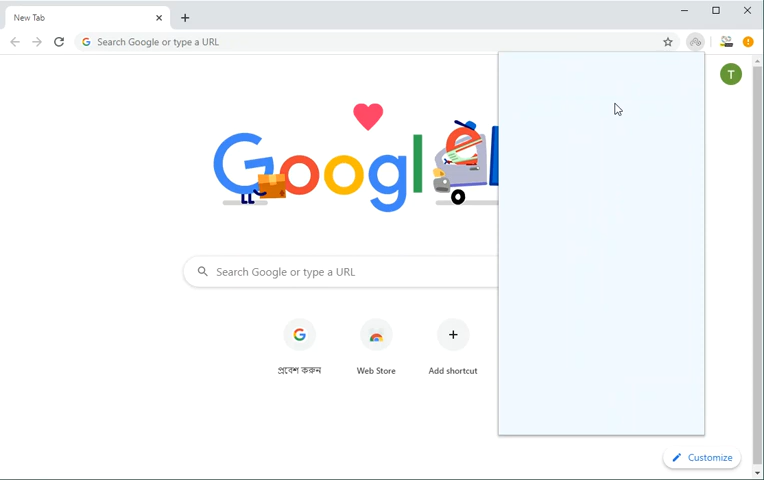 New Tab
Search Google or type a URL
T
Google
Search Google or type a URL
প্রবেশ করুন
Web Store
Add shortcut
Customize